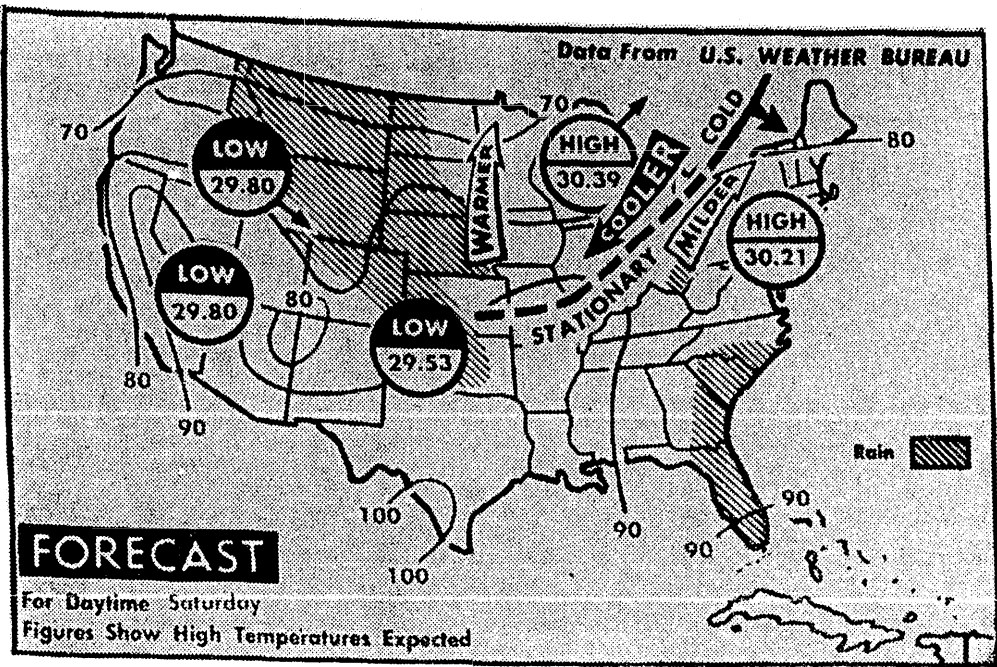 Data From U.S. WEATHER BUREAU
70
COLD
70
LOW
29.80
HIGH
30.39
COOLER
80
WARMER
MILDER
HIGH
30.21
LOW
29.80
80
STATIONARY
LOW
29.53
80
90
Rain
100
90
90
90
FORECAST
100
For Daytime Saturday
Figures Show High Temperatures Expected